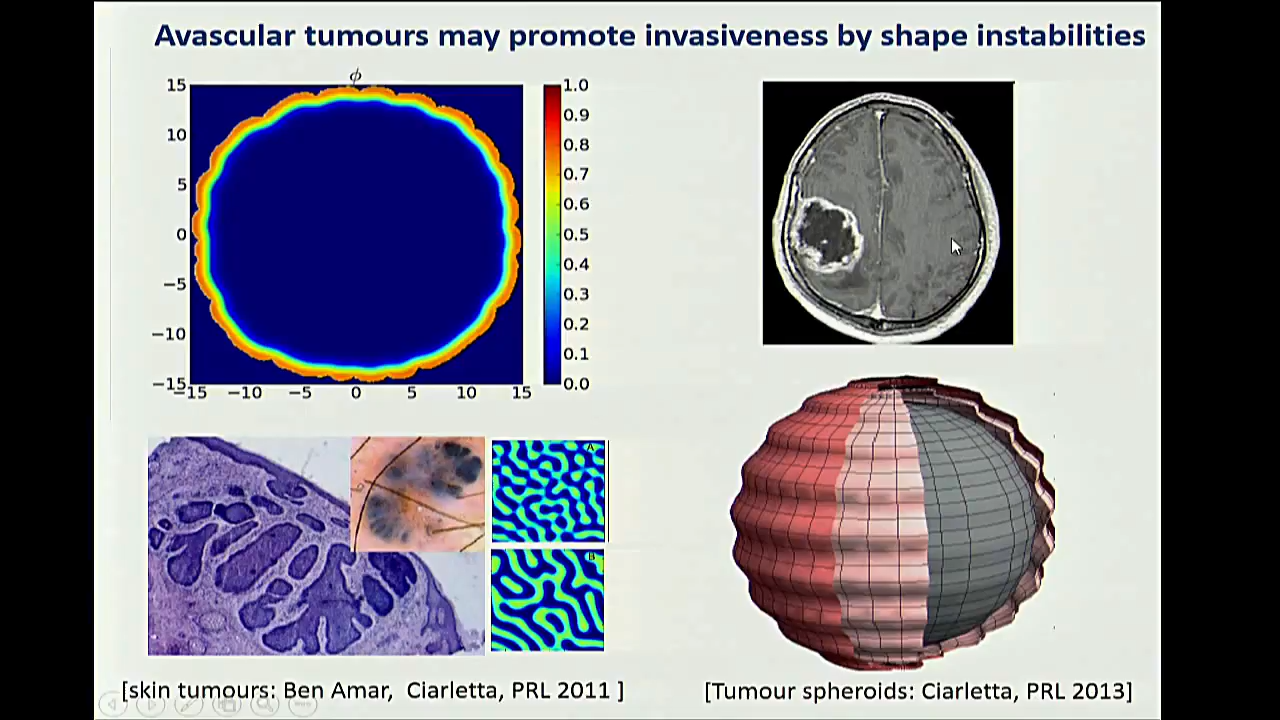 Avascular tumours may promote invasiveness by shape instabilities
ϕ
15
10
5
0
−5
−10
−15
−15 −10 −5 0 5 10 15
1.0
0.9
0.8
0.7
0.6
0.5
0.4
0.3
0.2
0.1
0.0
A
B
[skin tumours: Ben Amar, Ciarletta, PRL 2011 ]
[Tumour spheroids: Ciarletta, PRL 2013]